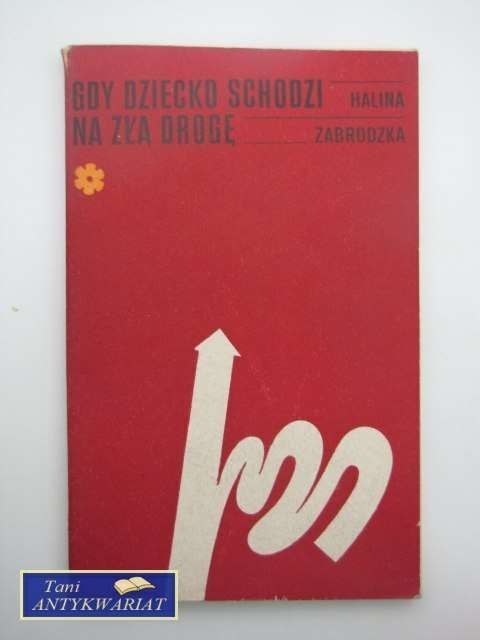 GDY DZIECKO SCHODZI HALINA
NA ZŁĄ DROGĘ ZABRODZKA
Tani
ANTYKWARIAT